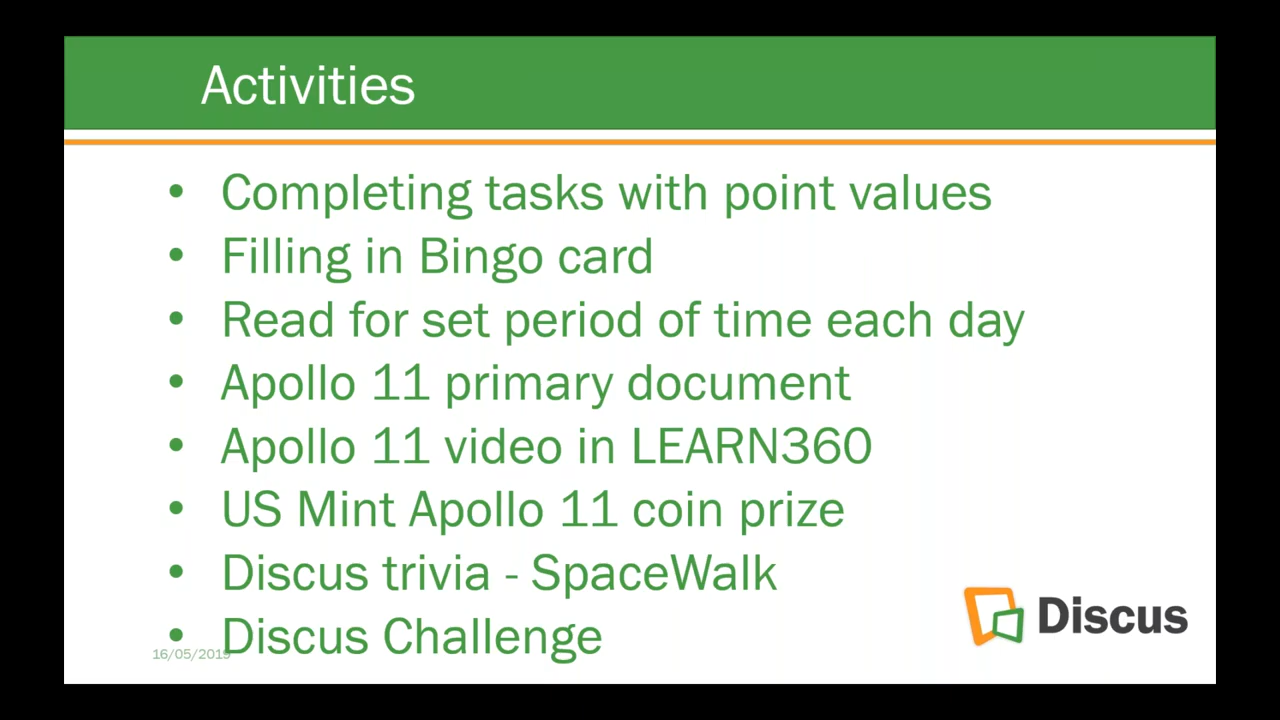 Activities
• Completing tasks with point values
• Filling in Bingo card
• Read for set period of time each day
• Apollo 11 primary document
• Apollo 11 video in LEARN360
• US Mint Apollo 11 coin prize
• Discus trivia - SpaceWalk
• Discus Challenge
16/05/2019
Discus